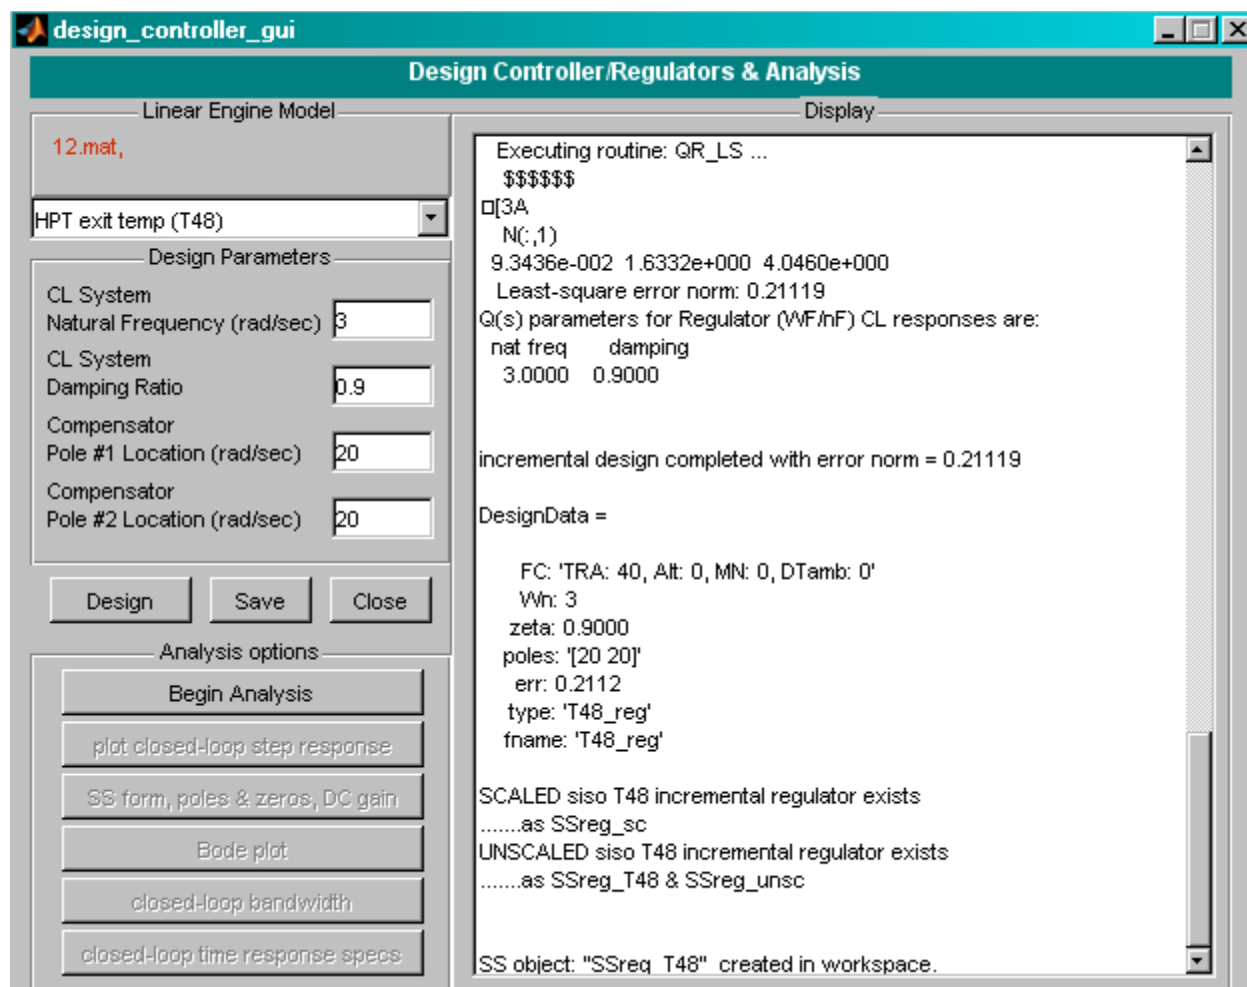 design_controller_gui
Design Controller/Regulators & Analysis
Linear Engine Model
12.mat,
HPT exit temp (T48)
Design Parameters
CL System
Natural Frequency (rad/sec) 3
CL System
Damping Ratio 0.9
Compensator
Pole #1 Location (rad/sec) 20
Compensator
Pole #2 Location (rad/sec) 20
Design Save Close
Analysis options
Begin Analysis
plot closed-loop step response
SS form, poles & zeros, DC gain
Bode plot
closed-loop bandwidth
closed-loop time response specs
Display
Executing routine: QR_LS ...
$$$$$$
□[3A
N(:,1)
9.3436e-002 1.6332e+000 4.0460e+000
Least-square error norm: 0.21119
Q(s) parameters for Regulator (WF/nF) CL responses are:
nat freq damping
3.0000 0.9000
incremental design completed with error norm = 0.21119
DesignData =
FC: 'TRA: 40, Alt: 0, MN: 0, DTamb: 0'
Wn: 3
zeta: 0.9000
poles: '[20 20]'
err: 0.2112
type: 'T48_reg'
fname: 'T48_reg'
SCALED siso T48 incremental regulator exists
.......as SSreg_sc
UNSCALED siso T48 incremental regulator exists
.......as SSreg_T48 & SSreg_unsc
SS object: "SSreg_T48" created in workspace.